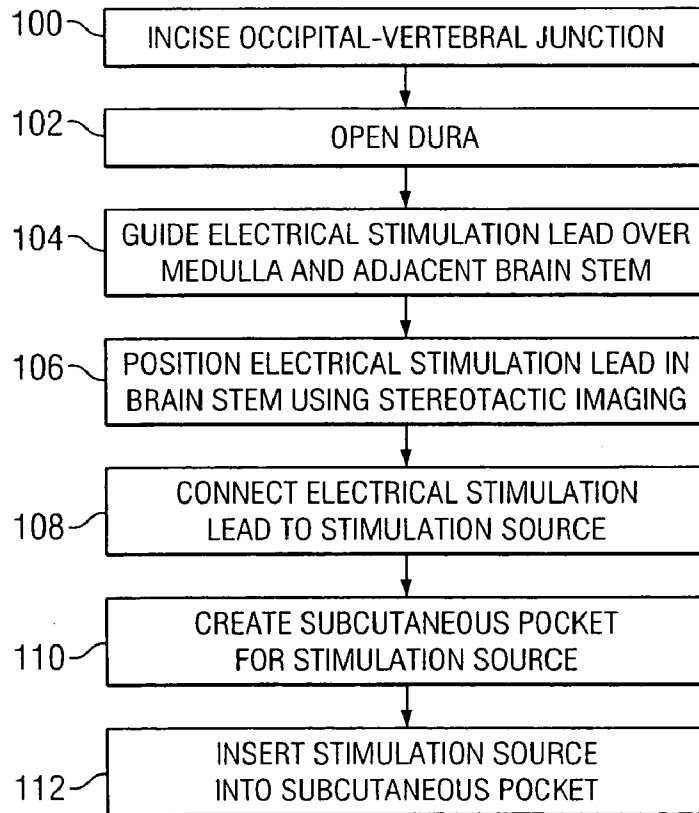 100
INCISE OCCIPITAL-VERTEBRAL JUNCTION
102
OPEN DURA
104
GUIDE ELECTRICAL STIMULATION LEAD OVER
MEDULLA AND ADJACENT BRAIN STEM
106
POSITION ELECTRICAL STIMULATION LEAD IN
BRAIN STEM USING STEREOTACTIC IMAGING
108
CONNECT ELECTRICAL STIMULATION
LEAD TO STIMULATION SOURCE
110
CREATE SUBCUTANEOUS POCKET
FOR STIMULATION SOURCE
112
INSERT STIMULATION SOURCE
INTO SUBCUTANEOUS POCKET